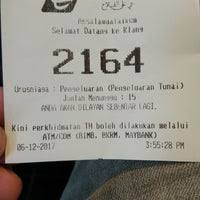 Assalamualaikum
Selamat Datang ke Klang
2164
Urusniaga : Pengeluaran (Pengeluaran Tunai)
Jumlah Menunggu : 15
ANDA AKAN DILAYAN SEBENTAR LAGI.
Kini perkhidmatan TH boleh dilakukan melalui
ATM/CDM (BIMB, BKRM, MAYBANK)
06-12-2017 3:55:28 PM